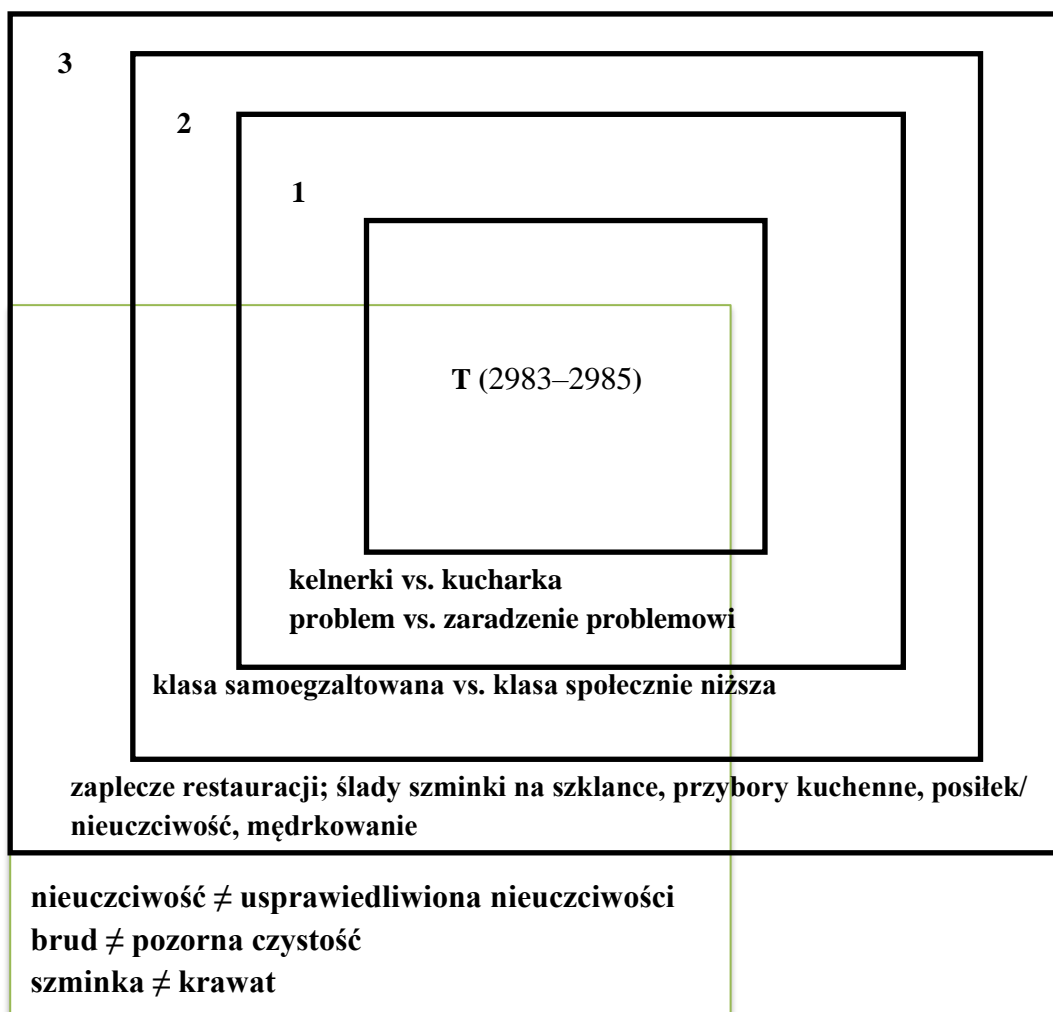 3
2
1
T (2983–2985)
kelnerki vs. kucharka
problem vs. zaradzenie problemowi
klasa samoegzaltowana vs. klasa społecznie niższa
zaplecze restauracji; ślady szminki na szklance, przybory kuchenne, posiłek/
nieuczciwość, mędrkowanie
nieuczciwość ≠ usprawiedliwiona nieuczciwości
brud ≠ pozorna czystość
szminka ≠ krawat